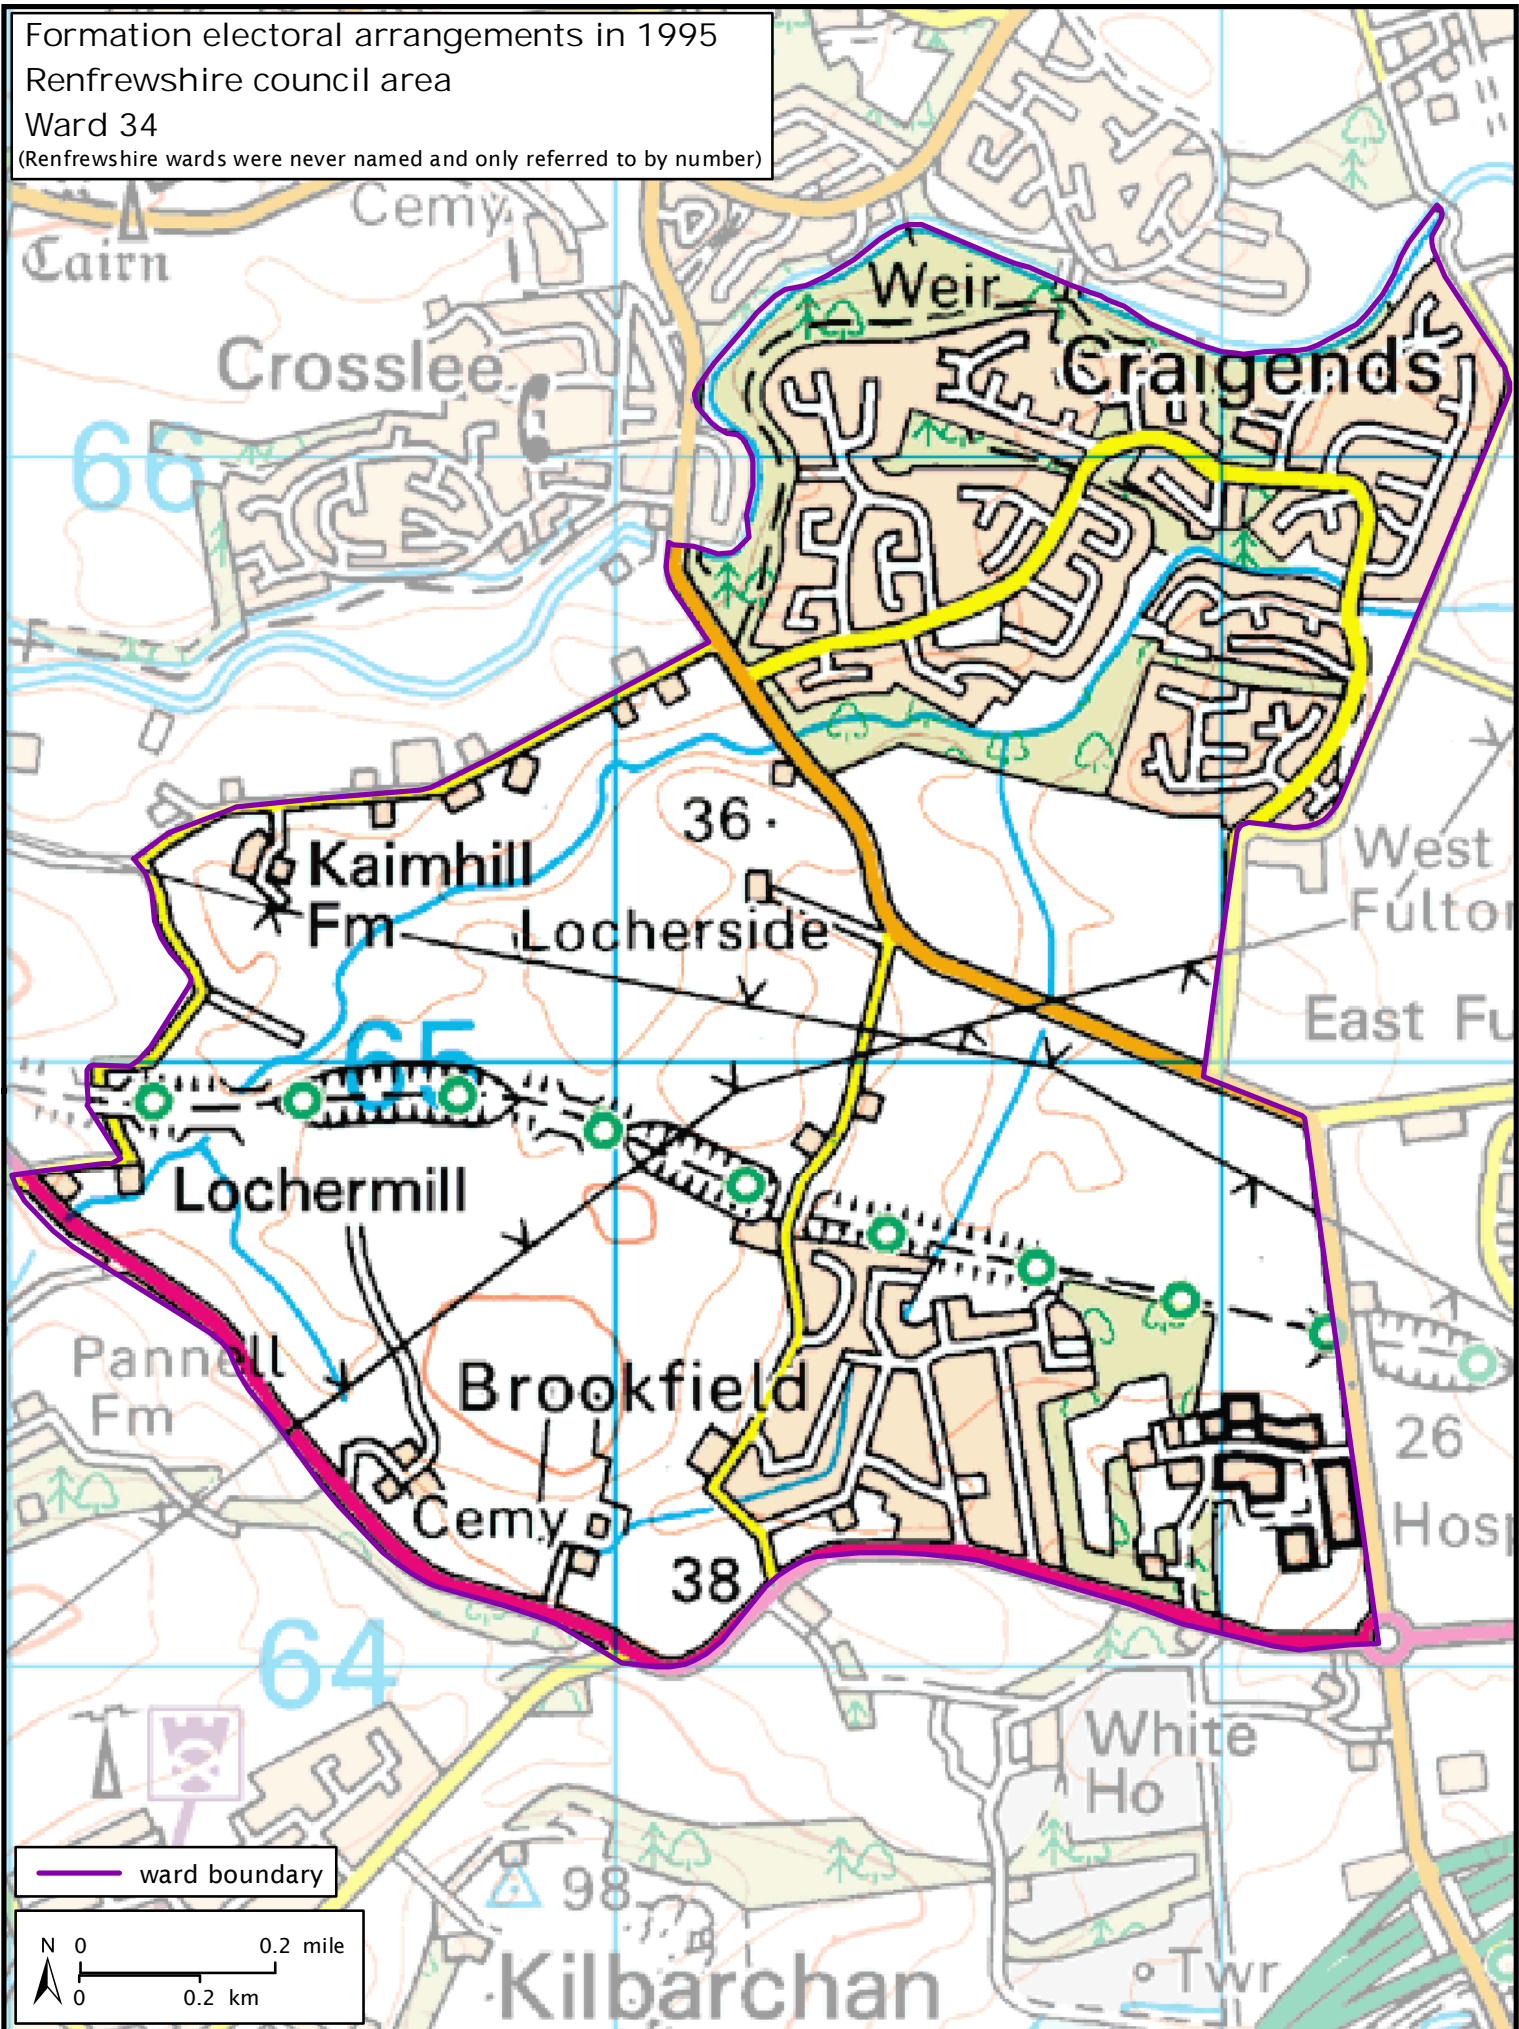 Formation electoral arrangements in 1995
Renfrewshire council area
Ward 34
(Renfrewshire wards were never named and only referred to by number)
Cemy
Cairn
Weir
Crosslee
Craigends
66
36
Kaimhill
Fm
Locherside
West
East
65
Lochermill
Pannell
Fm
Brookfield
26
Cemy
38
64
White
Ho
98
Kilbarchan
Twr
ward boundary
N 0 0.2 mile
0 0.2 km